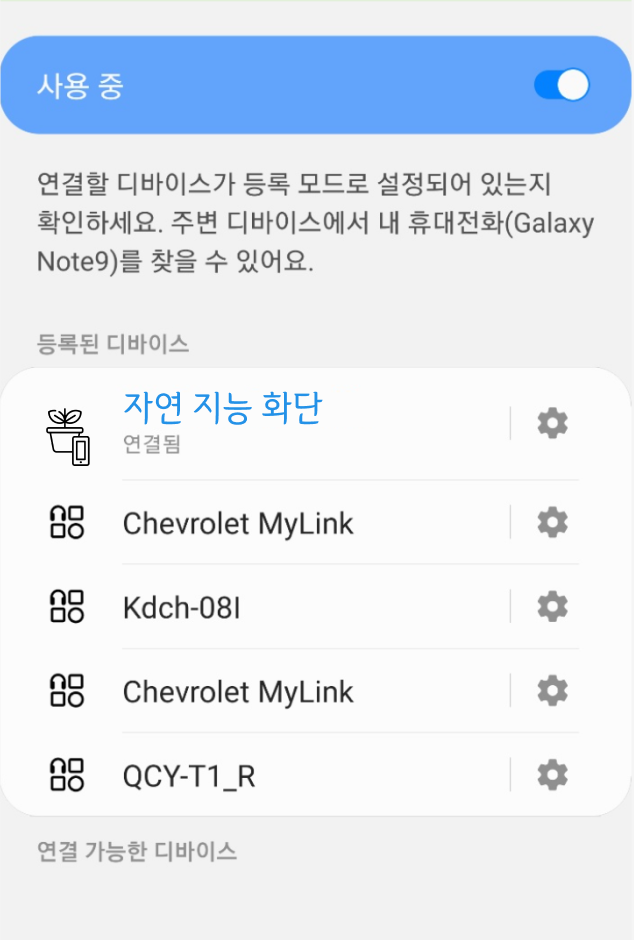 사용 중
연결할 디바이스가 등록 모드로 설정되어 있는지
확인하세요. 주변 디바이스에서 내 휴대전화(Galaxy
Note9)를 찾을 수 있어요.
등록된 디바이스
자연 지능 화단
연결됨
Chevrolet MyLink
Kdch-08I
Chevrolet MyLink
QCY-T1_R
연결 가능한 디바이스